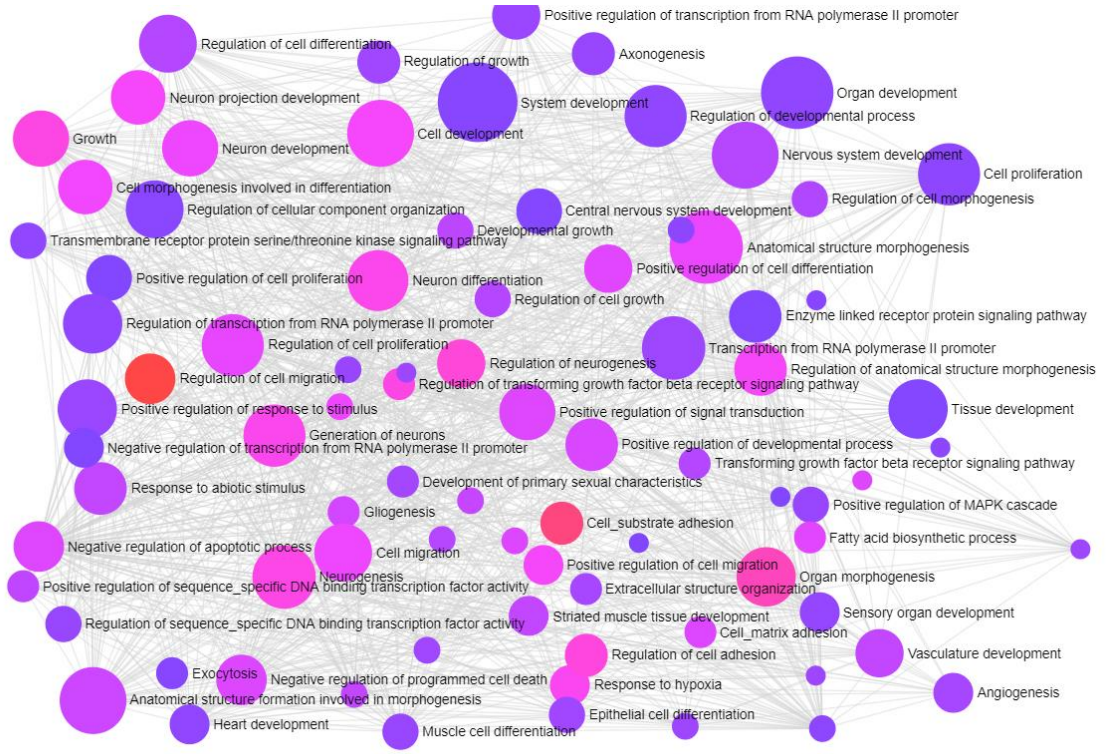 Positive regulation of transcription from RNA polymerase II promoter
Regulation of cell differentiation
Regulation of growth
Axonogenesis
Neuron projection development
System development
Organ development
Regulation of developmental process
Growth
Cell development
Neuron development
Nervous system development
Cell proliferation
Cell morphogenesis involved in differentiation
Regulation of cell morphogenesis
Regulation of cellular component organization
Central nervous system development
Developmental growth
Transmembrane receptor protein serine/threonine kinase signaling pathway
Anatomical structure morphogenesis
Positive regulation of cell differentiation
Positive regulation of cell proliferation
Neuron differentiation
Regulation of cell growth
Enzyme linked receptor protein signaling pathway
Regulation of transcription from RNA polymerase II promoter
Regulation of cell proliferation
Transcription from RNA polymerase II promoter
Regulation of neurogenesis
Regulation of anatomical structure morphogenesis
Regulation of cell migration
Regulation of transforming growth factor beta receptor signaling pathway
Positive regulation of response to stimulus
Positive regulation of signal transduction
Tissue development
Generation of neurons
Positive regulation of developmental process
Negative regulation of transcription from RNA polymerase II promoter
Transforming growth factor beta receptor signaling pathway
Response to abiotic stimulus
Development of primary sexual characteristics
Positive regulation of MAPK cascade
Gliogenesis
Cell_substrate adhesion
Fatty acid biosynthetic process
Negative regulation of apoptotic process
Cell migration
Positive regulation of cell migration
Neurogenesis
Organ morphogenesis
Positive regulation of sequence_specific DNA binding transcription factor activity
Extracellular structure organization
Sensory organ development
Striated muscle tissue development
Regulation of sequence_specific DNA binding transcription factor activity
Cell_matrix adhesion
Regulation of cell adhesion
Vasculature development
Exocytosis
Negative regulation of programmed cell death
Response to hypoxia
Angiogenesis
Anatomical structure formation involved in morphogenesis
Epithelial cell differentiation
Heart development
Muscle cell differentiation